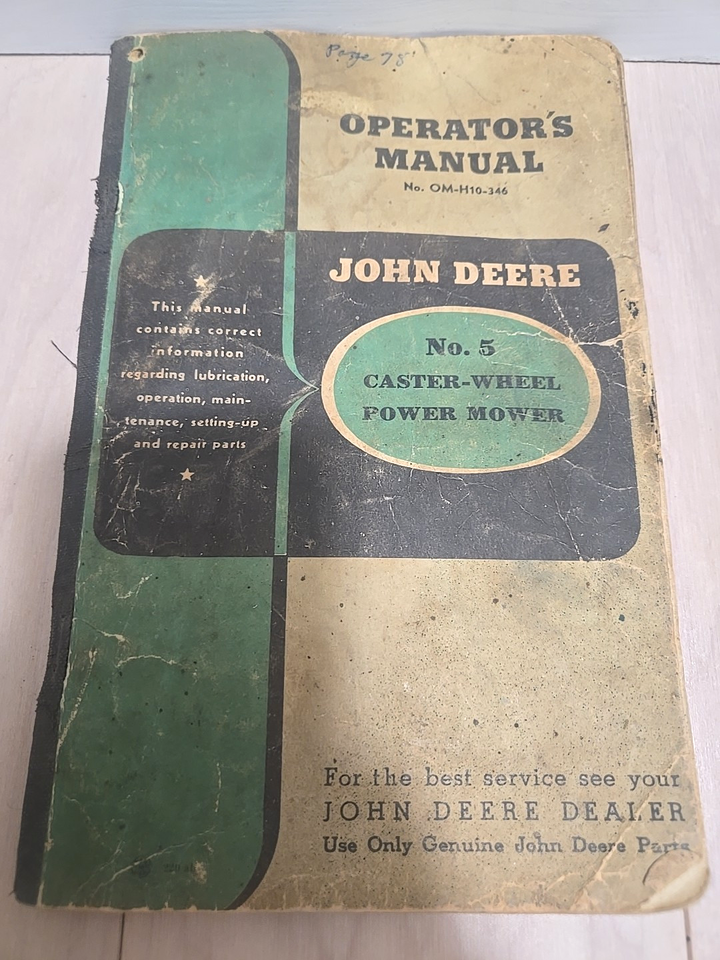 Page 78
OPERATOR'S
MANUAL
No. OM-H10-346
JOHN DEERE
No. 5
CASTER-WHEEL
POWER MOWER
This manual
contains correct
information
regarding lubrication,
operation, main-
tenance, setting-up
and repair parts
For the best service see your
JOHN DEERE DEALER
Use Only Genuine John Deere Parts